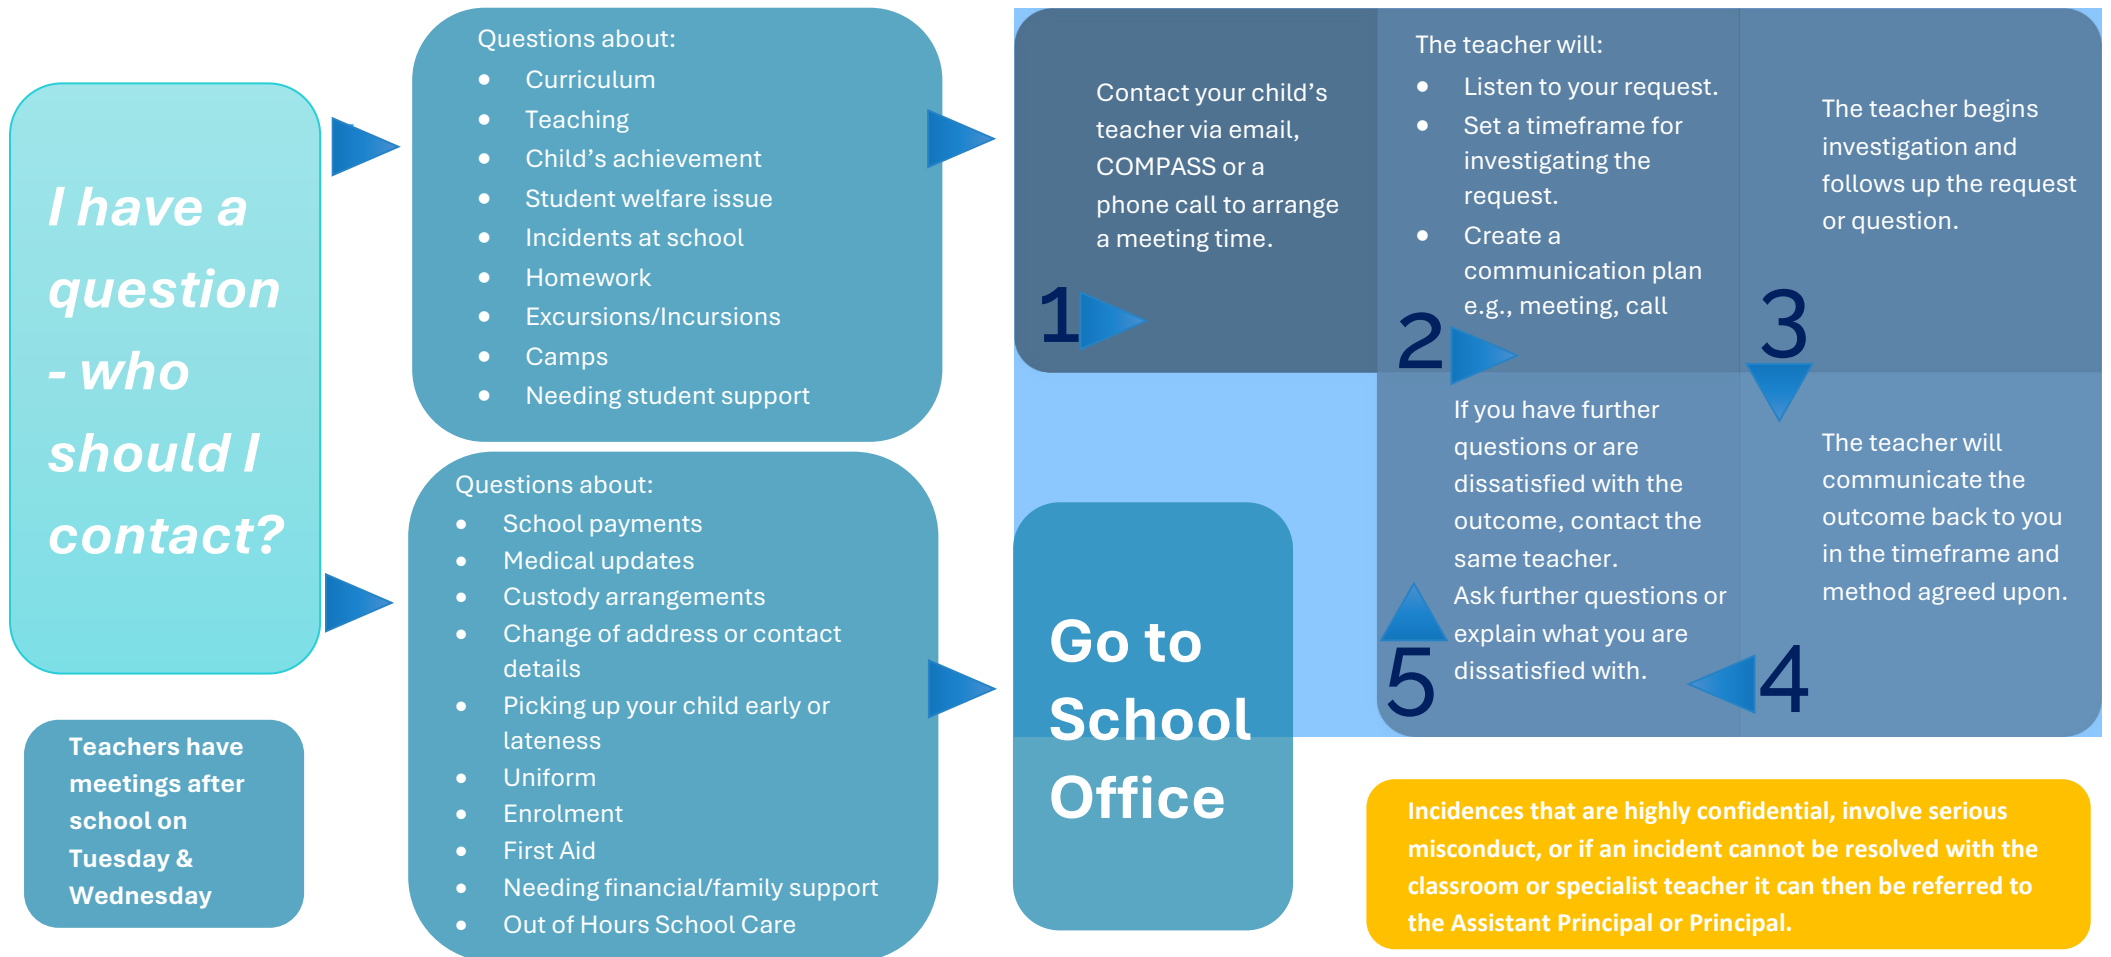 I have a
question
- who
should I
contact?
Teachers have
meetings after
school on
Tuesday &
Wednesday
Questions about:
• Curriculum
• Teaching
• Child’s achievement
• Student welfare issue
• Incidents at school
• Homework
• Excursions/Incursions
• Camps
• Needing student support
Questions about:
• School payments
• Medical updates
• Custody arrangements
• Change of address or contact
details
• Picking up your child early or
lateness
• Uniform
• Enrolment
• First Aid
• Needing financial/family support
• Out of Hours School Care
Contact your child’s
teacher via email,
COMPASS or a
phone call to arrange
a meeting time.
1
The teacher will:
• Listen to your request.
• Set a timeframe for
investigating the
request.
• Create a
communication plan
e.g., meeting, call
2
The teacher begins
investigation and
follows up the request
or question.
3
The teacher will
communicate the
outcome back to you
in the timeframe and
method agreed upon.
4
If you have further
questions or are
dissatisfied with the
outcome, contact the
same teacher.
Ask further questions or
explain what you are
dissatisfied with.
5
Go to
School
Office
Incidences that are highly confidential, involve serious
misconduct, or if an incident cannot be resolved with the
classroom or specialist teacher it can then be referred to
the Assistant Principal or Principal.